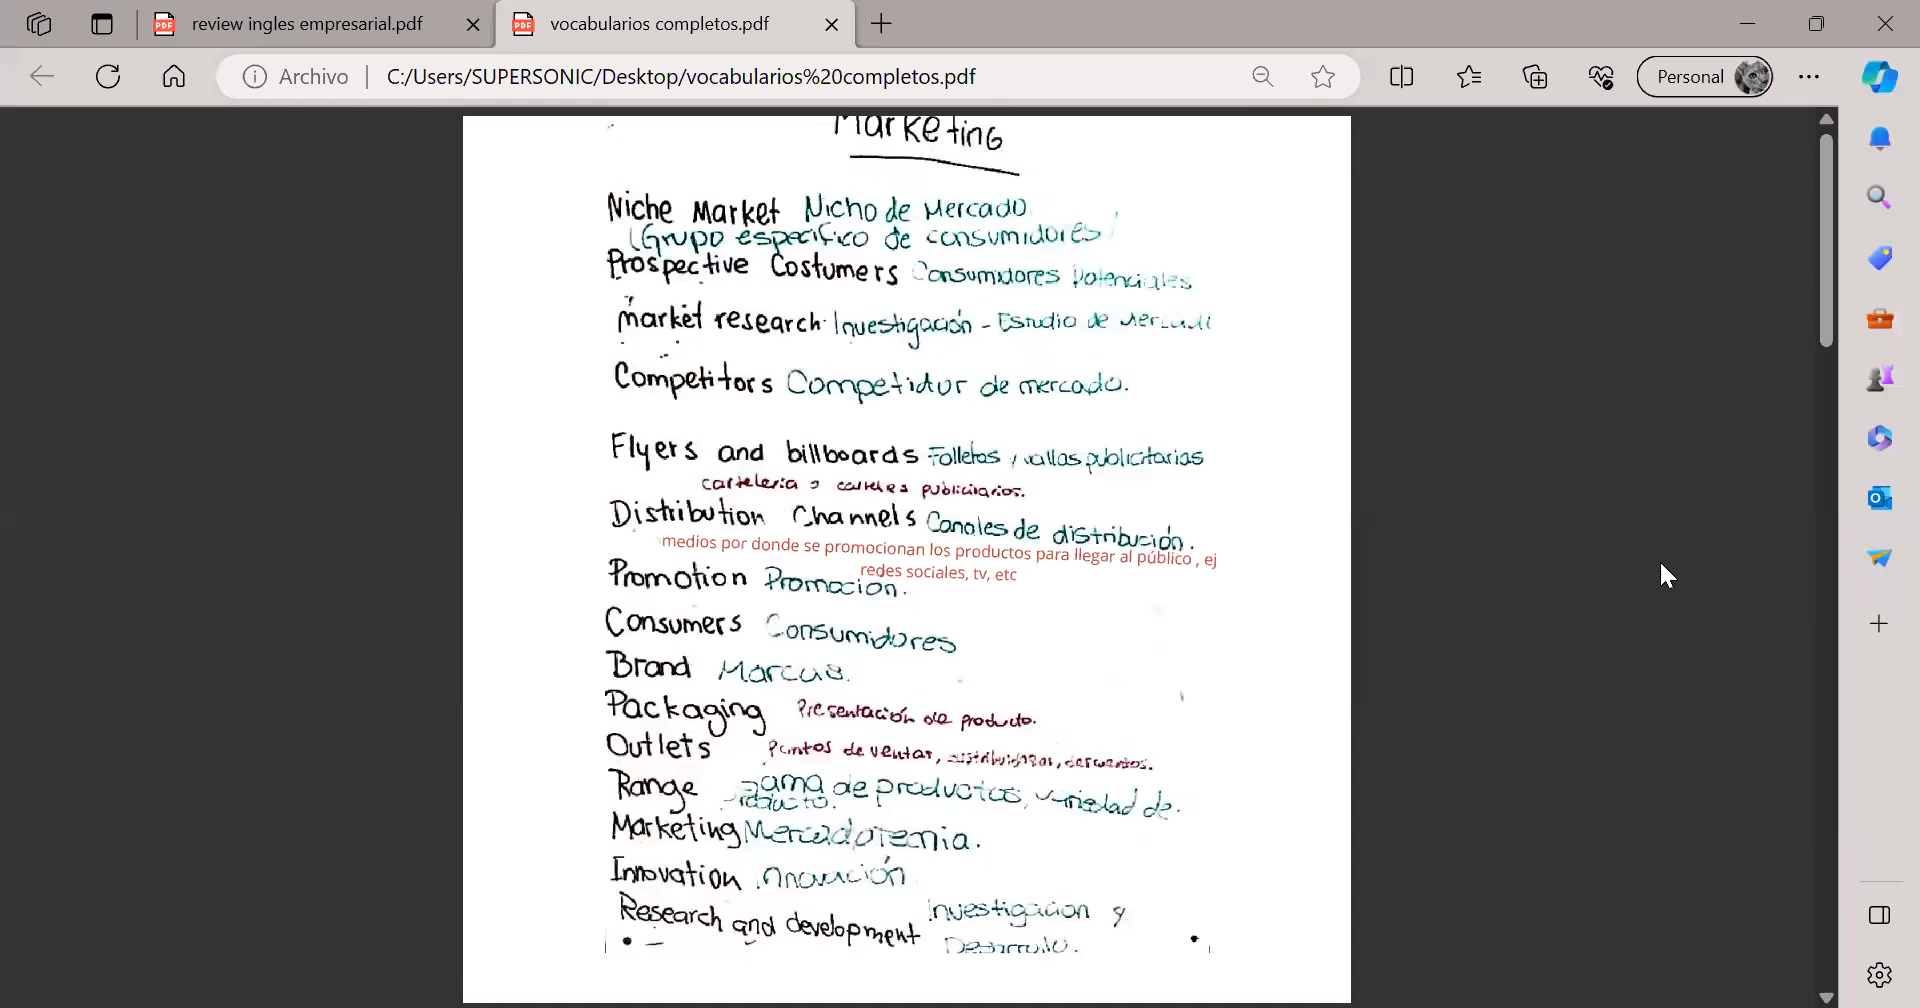 review ingles empresarial.pdf
vocabularios completos.pdf
Archivo
C:/Users/SUPERSONIC/Desktop/vocabularios%20completos.pdf
Personal
Marketing
Niche Market Nicho de Mercado
(Grupo especifico de consumidores)
Prospective Costumers Consumidores Potenciales
market research Investigación - Estudio de
Competitors Competidor de mercado.
Flyers and billboards Folletos y vallas publicitarias
carteleria o carteles publicitarios.
Distribution Channels Canales de distribución.
medios por donde se promocionan los productos para llegar al público , ej
redes sociales, tv, etc
Promotion Promocion.
Consumers Consumidores
Brand Marcas.
Packaging Presentación de producto.
Outlets Puntos de ventas,
Range gama de productos, variedad de
producto.
Marketing Mercadotecnia.
Innovation Innovación
Research and development Investigacion y
Desarrollo.